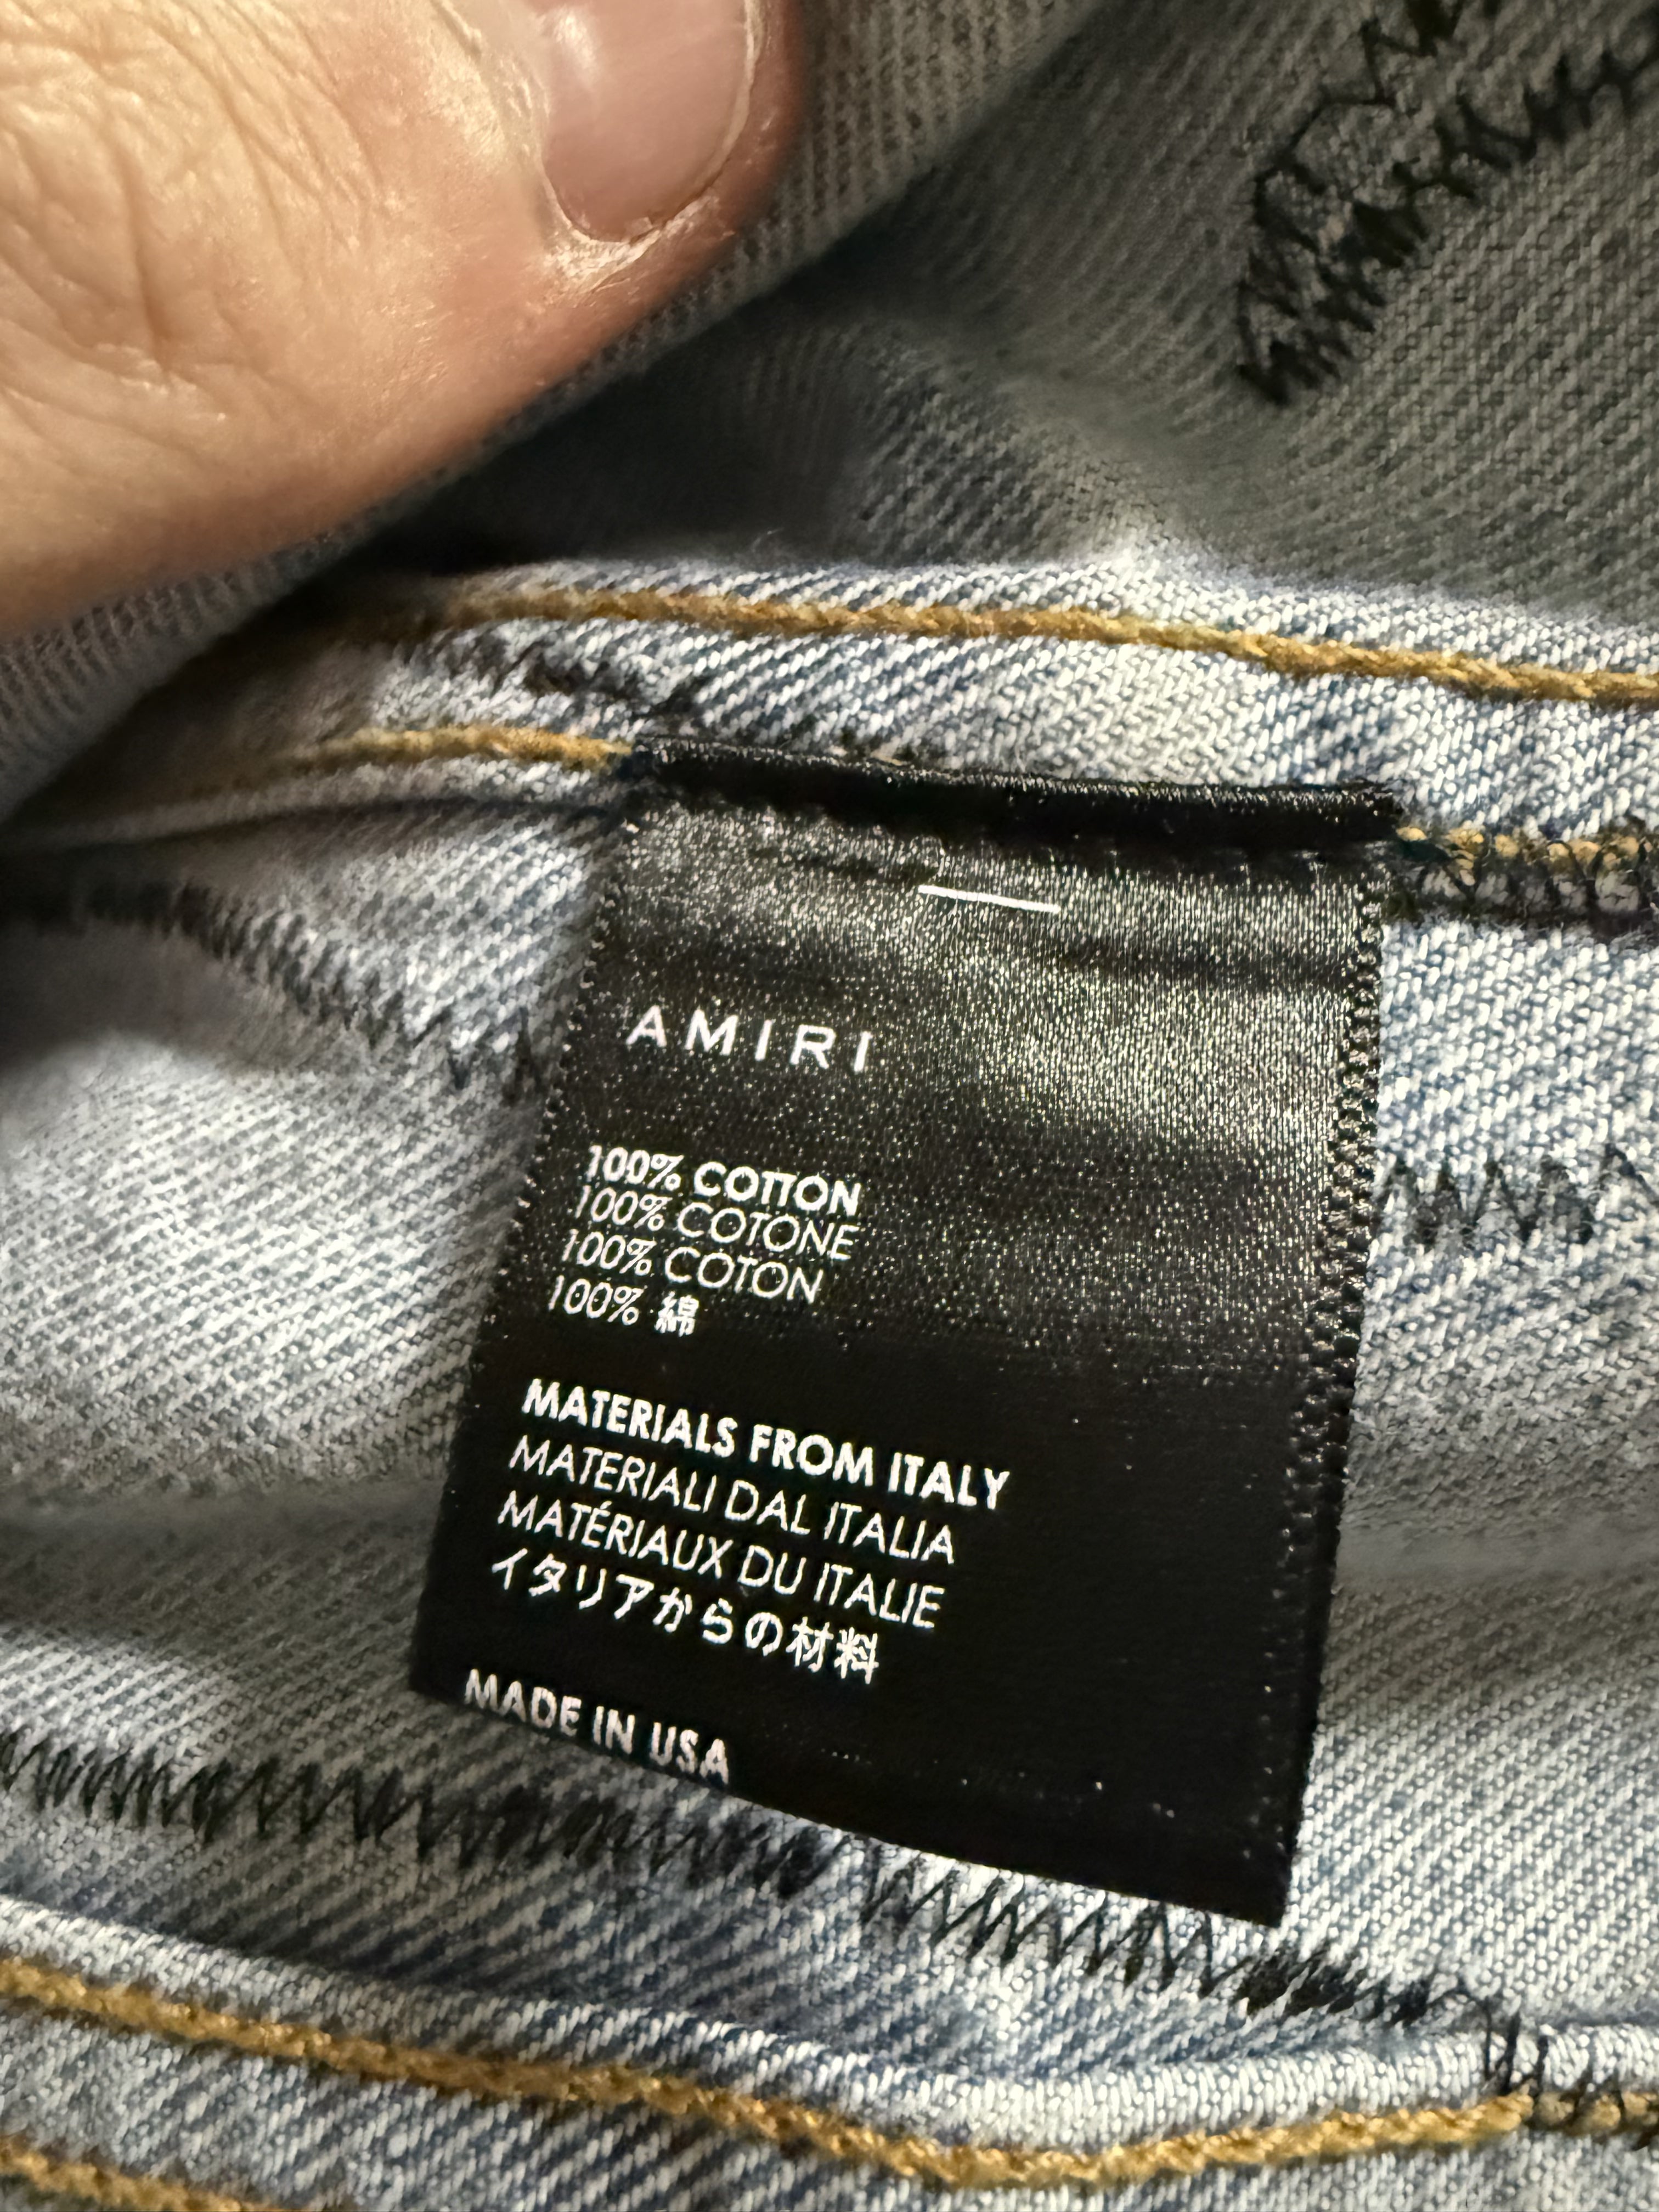 AMIRI
100% COTTON
100% COTONE
100% COTON
100% 綿
MATERIALS FROM ITALY
MATERIALI DAL ITALIA
MATÉRIAUX DU ITALIE
イタリアからの材料
MADE IN USA